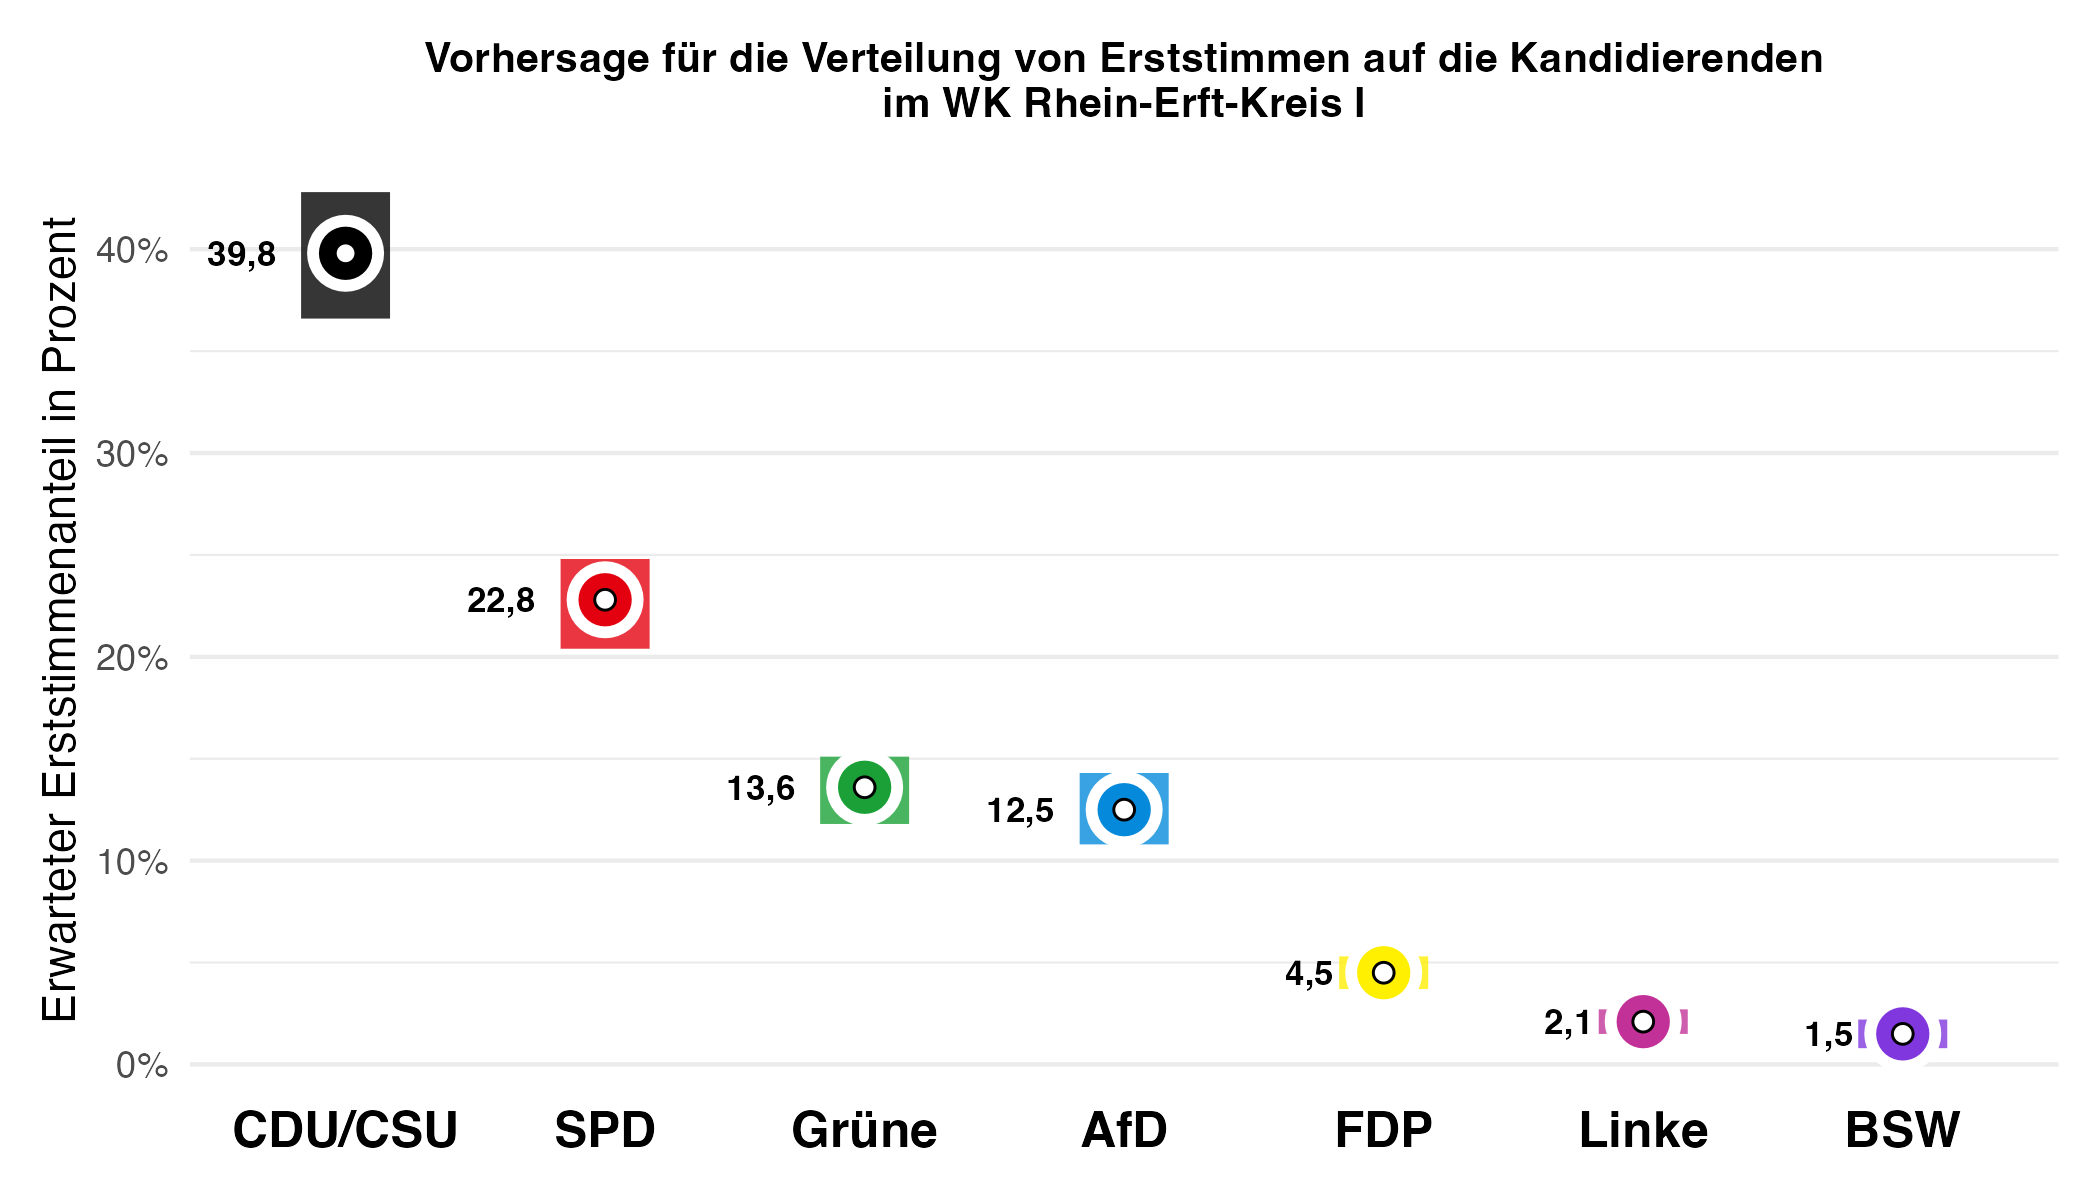 Vorhersage für die Verteilung von Erststimmen auf die Kandidierenden
im WK Rhein-Erft-Kreis I
Erwarteter Erststimmenanteil in Prozent
40%
30%
20%
10%
0%
39,8
22,8
13,6
12,5
4,5
2,1
1,5
CDU/CSU
SPD
Grüne
AfD
FDP
Linke
BSW